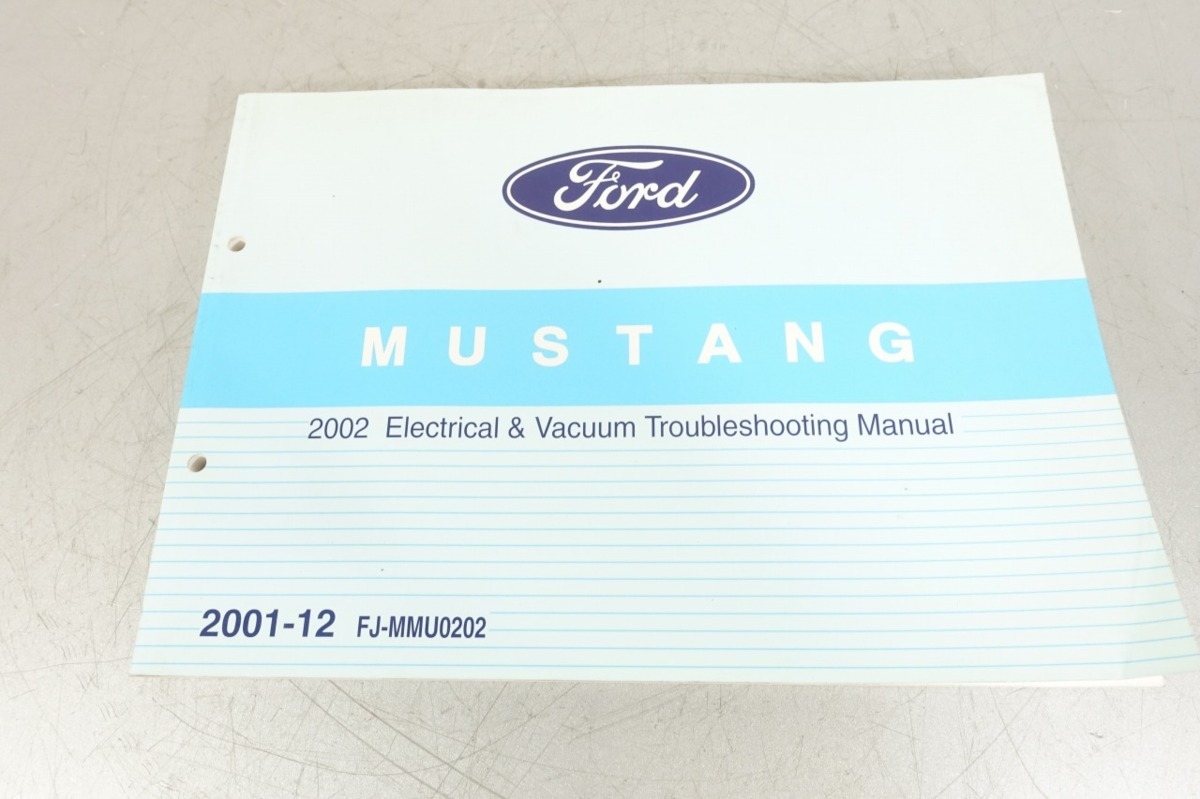 Ford
MUSTANG
2002 Electrical & Vacuum Troubleshooting Manual
2001-12 FJ-MMU0202